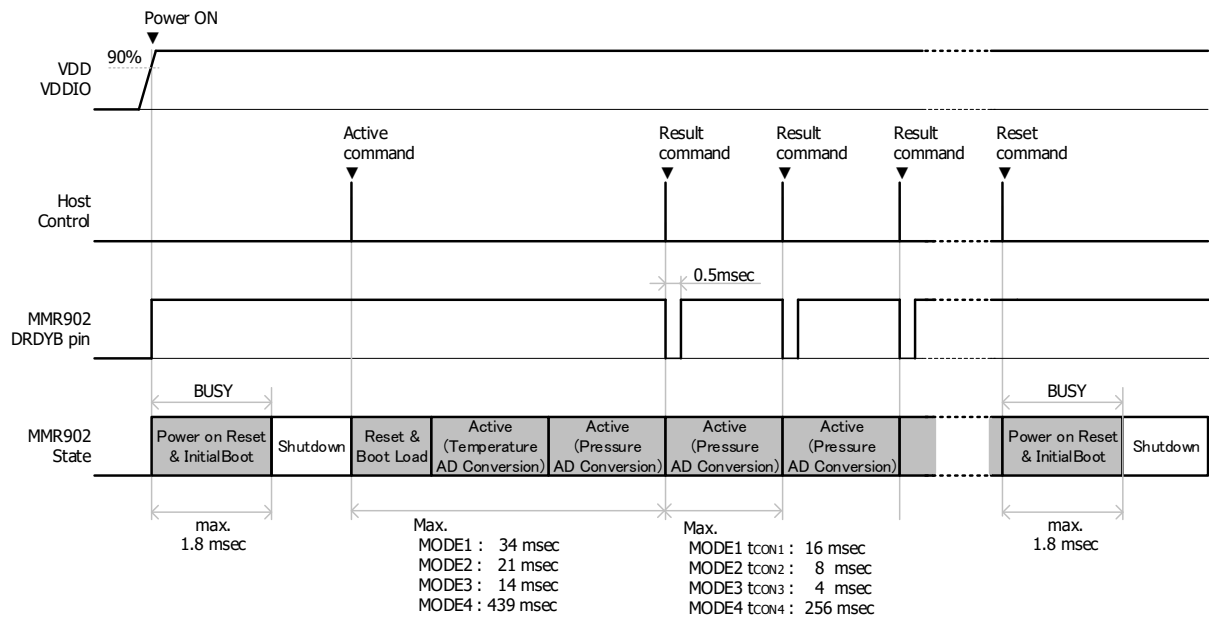 Power ON
90%
VDD
VDDIO
Active
command
Result
command
Result
command
Result
command
Reset
command
Host
Control
0.5msec
MMR902
DRDYB pin
BUSY
BUSY
MMR902
State
Power on Reset
& InitialBoot
Shutdown
Reset &
Boot Load
Active
(Temperature
AD Conversion)
Active
(Pressure
AD Conversion)
Active
(Pressure
AD Conversion)
Active
(Pressure
AD Conversion)
Power on Reset
& InitialBoot
Shutdown
max.
1.8 msec
Max.
MODE1 : 34 msec
MODE2 : 21 msec
MODE3 : 14 msec
MODE4 : 439 msec
Max.
MODE1 tCON1 : 16 msec
MODE2 tCON2 : 8 msec
MODE3 tCON3 : 4 msec
MODE4 tCON4 : 256 msec
max.
1.8 msec